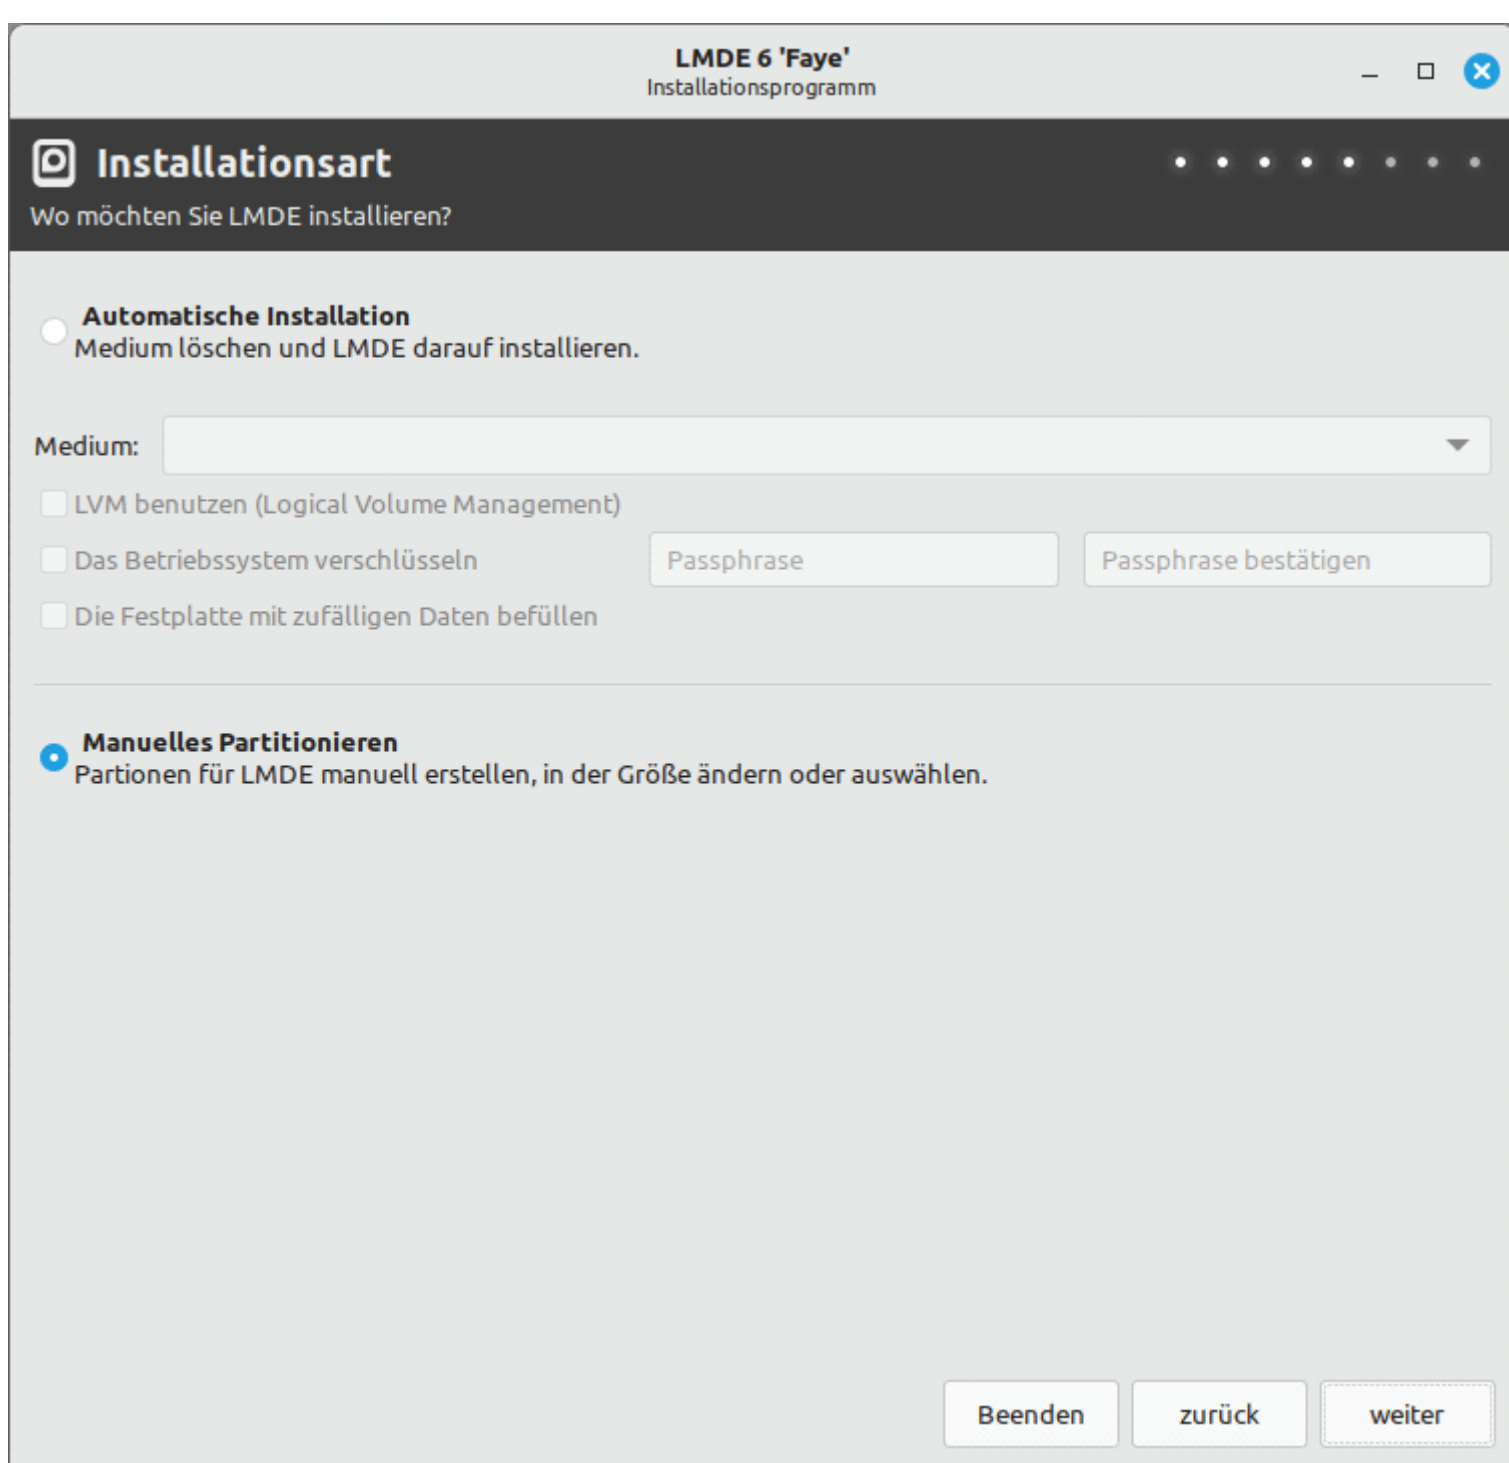 LMDE 6 'Faye'
Installationsprogramm
Installationsart
Wo möchten Sie LMDE installieren?
Automatische Installation
Medium löschen und LMDE darauf installieren.
Medium:
LVM benutzen (Logical Volume Management)
Das Betriebssystem verschlüsseln Passphrase Passphrase bestätigen
Die Festplatte mit zufälligen Daten befüllen
Manuelles Partitionieren
Partionen für LMDE manuell erstellen, in der Größe ändern oder auswählen.
Beenden zurück weiter